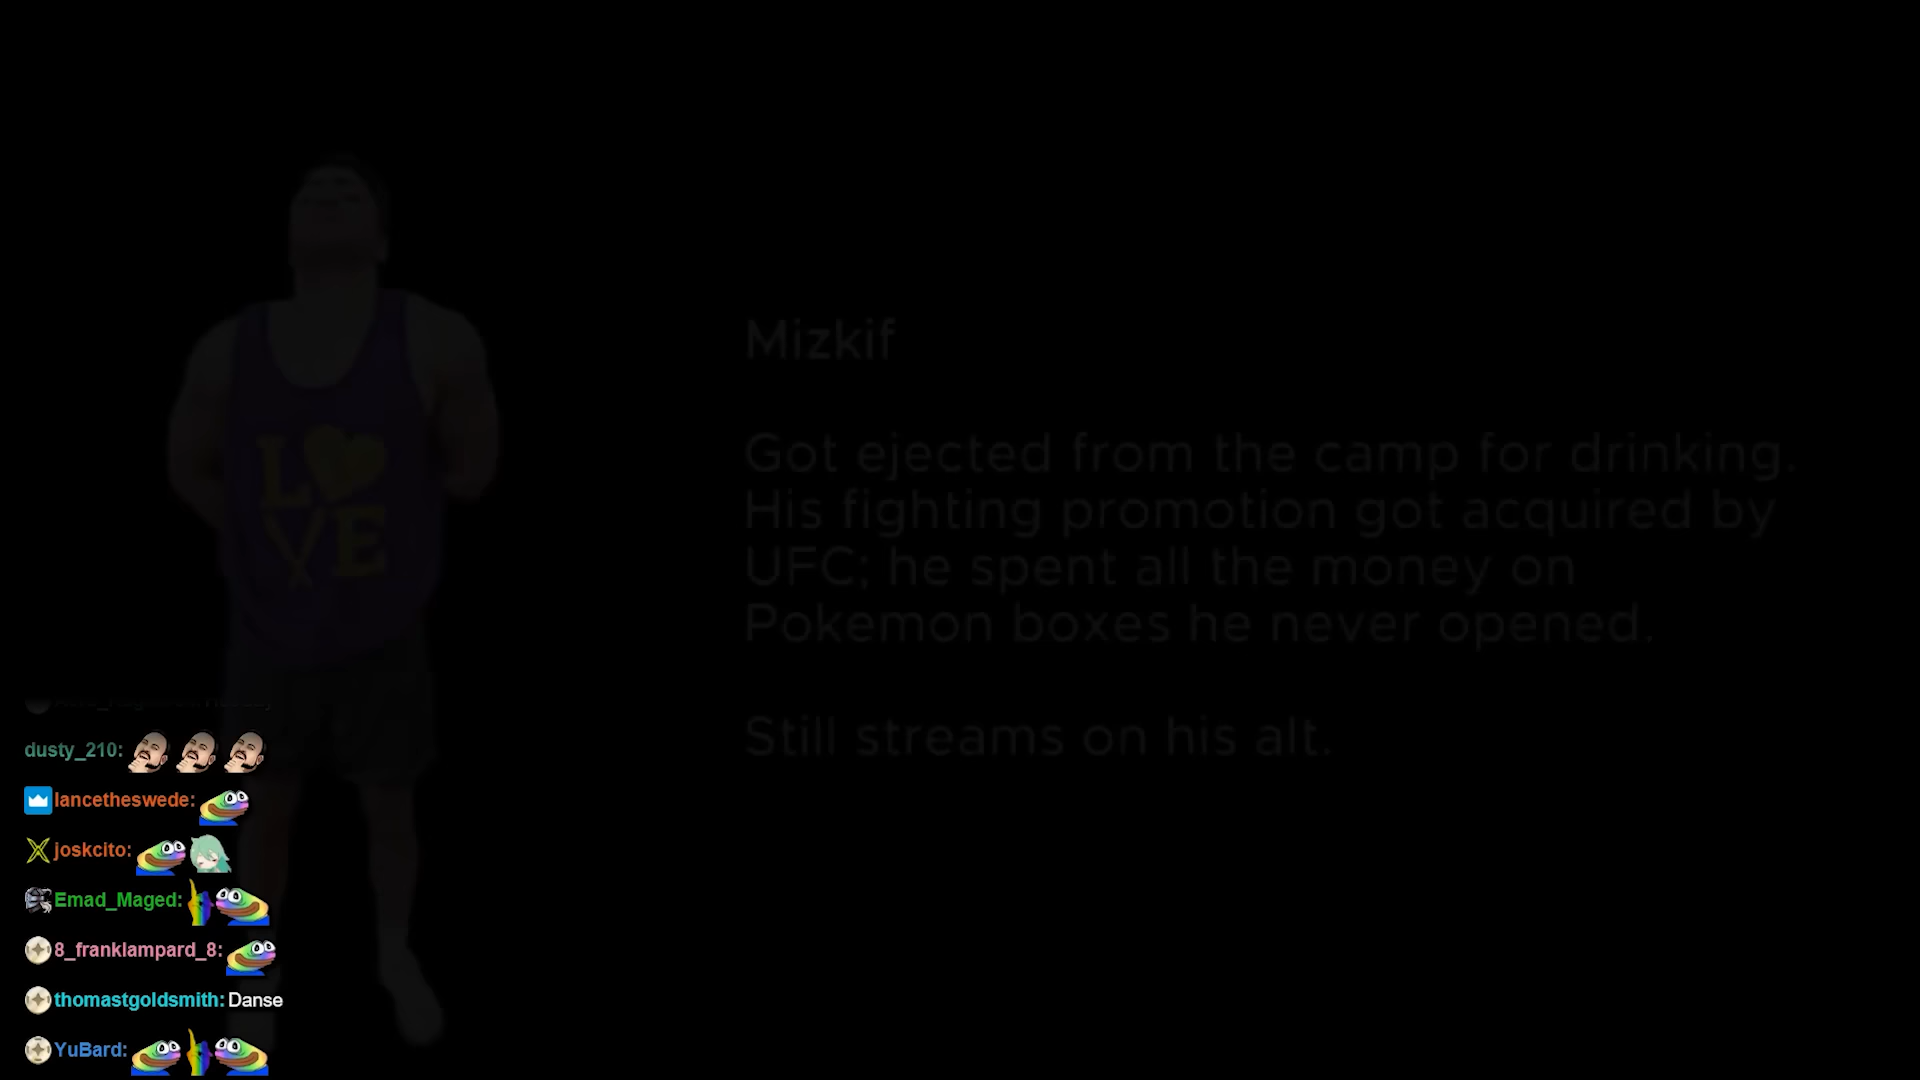 Mizkif
Got ejected from the camp for drinking.
His fighting promotion got acquired by
UFC; he spent all the money on
Pokemon boxes he never opened.
Still streams on his alt.
LOVE
dusty_210:
lancetheswede:
joskcito:
Emad_Maged:
8_franklampard_8:
thomastgoldsmith: Danse
YuBard: